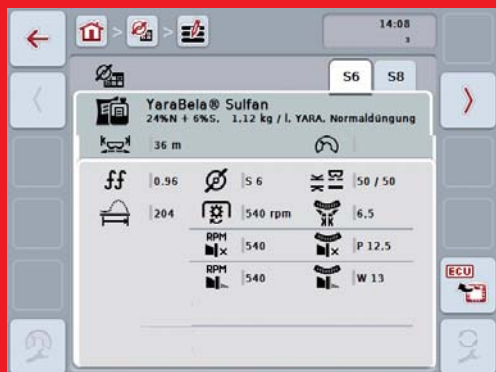 14:08
3
S6 S8
YaraBela® Sulfan
24%N + 6%S, 1,12 kg / l, YARA, Normaldüngung
36 m
ff 0.96 S 6 50 / 50
204 540 rpm 6.5
RPM 540 P 12.5
RPM 540 W 13
ECU